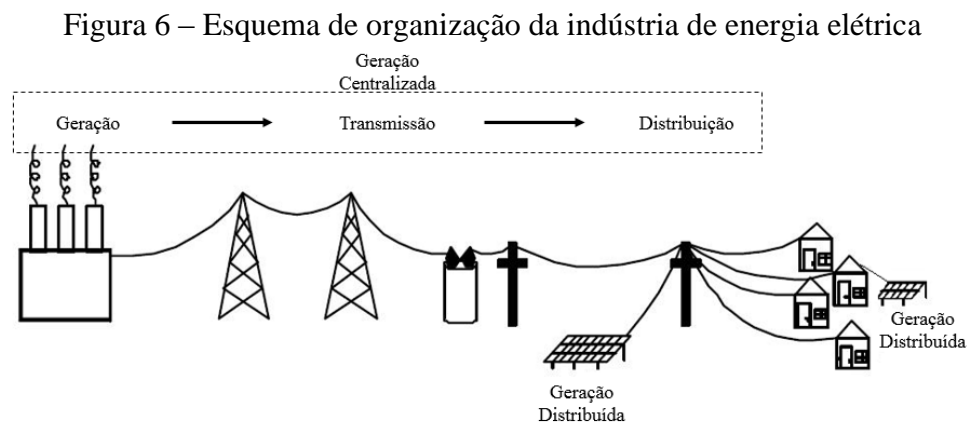 Figura 6 – Esquema de organização da indústria de energia elétrica
Geração
Centralizada
Geração
Transmissão
Distribuição
Geração
Distribuída
Geração
Distribuída